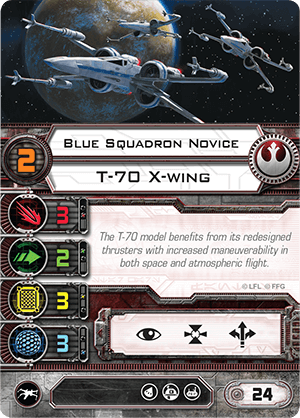 Blue Squadron Novice
2
T-70 X-wing
3
The T-70 model benefits from its redesigned
thrusters with increased maneuverability in
both space and atmospheric flight.
2
©LFL ©FFG
3
3
24